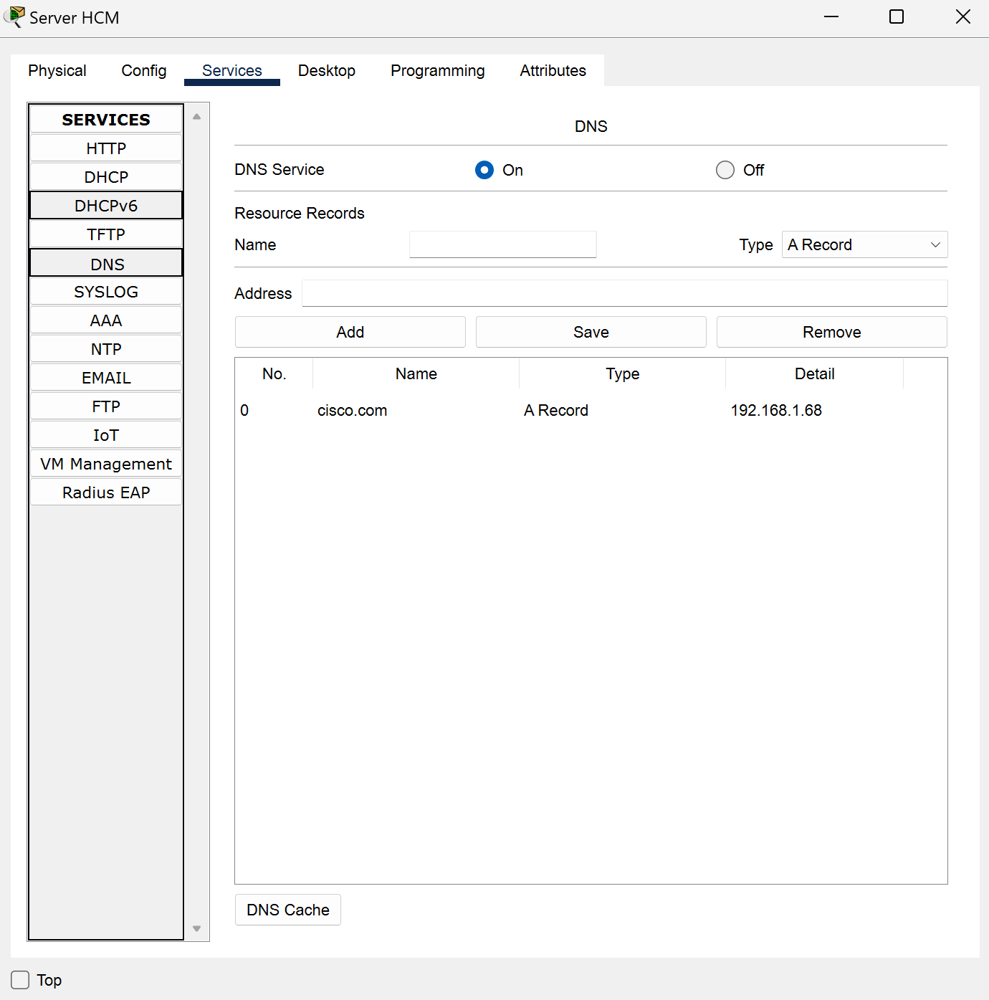 Server HCM
Physical Config Services Desktop Programming Attributes
SERVICES
HTTP
DHCP
DHCPv6
TFTP
DNS
SYSLOG
AAA
NTP
EMAIL
FTP
IoT
VM Management
Radius EAP
DNS
DNS Service On Off
Resource Records
Name Type A Record
Address
Add Save Remove
No. Name Type Detail
0 cisco.com A Record 192.168.1.68
DNS Cache
Top